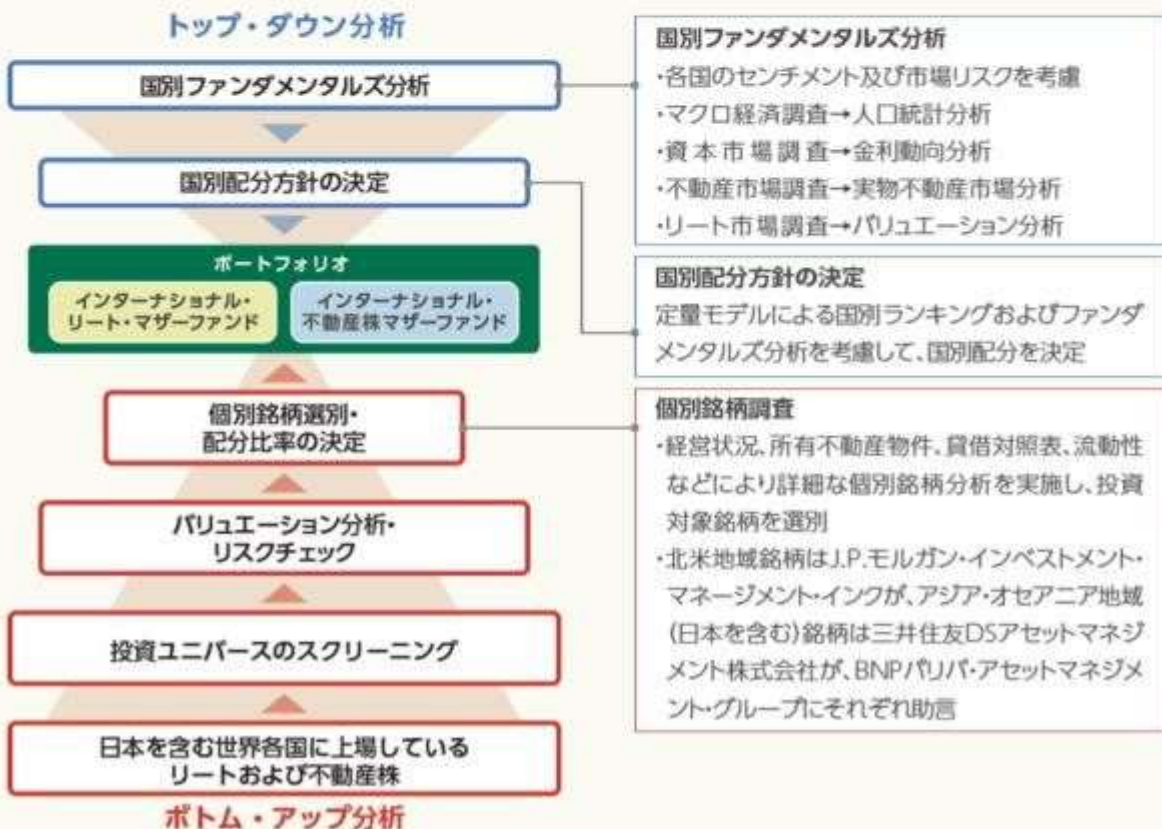 トップ・ダウン分析
国別ファンダメンタルズ分析
国別配分方針の決定
ポートフォリオ
インターナショナル・
リート・マザーファンド
インターナショナル・
不動産株マザーファンド
個別銘柄選別・
配分比率の決定
バリュエーション分析・
リスクチェック
投資ユニバースのスクリーニング
日本を含む世界各国に上場している
リートおよび不動産株
ボトム・アップ分析
国別ファンダメンタルズ分析
・各国のセンチメント及び市場リスクを考慮
・マクロ経済調査→人口統計分析
・資本市場調査→金利動向分析
・不動産市場調査→実物不動産市場分析
・リート市場調査→バリュエーション分析
国別配分方針の決定
定量モデルによる国別ランキングおよびファンダ
メンタルズ分析を考慮して、国別配分を決定
個別銘柄調査
・経営状況、所有不動産物件、貸借対照表、流動性
などにより詳細な個別銘柄分析を実施し、投資
対象銘柄を選別
・北米地域銘柄はJ.P.モルガン・インベストメント・
マネージメント・インクが、アジア・オセアニア地域
(日本を含む)銘柄は三井住友DSアセットマネジ
メント株式会社が、BNPパリバ・アセットマネジメ
ント・グループにそれぞれ助言